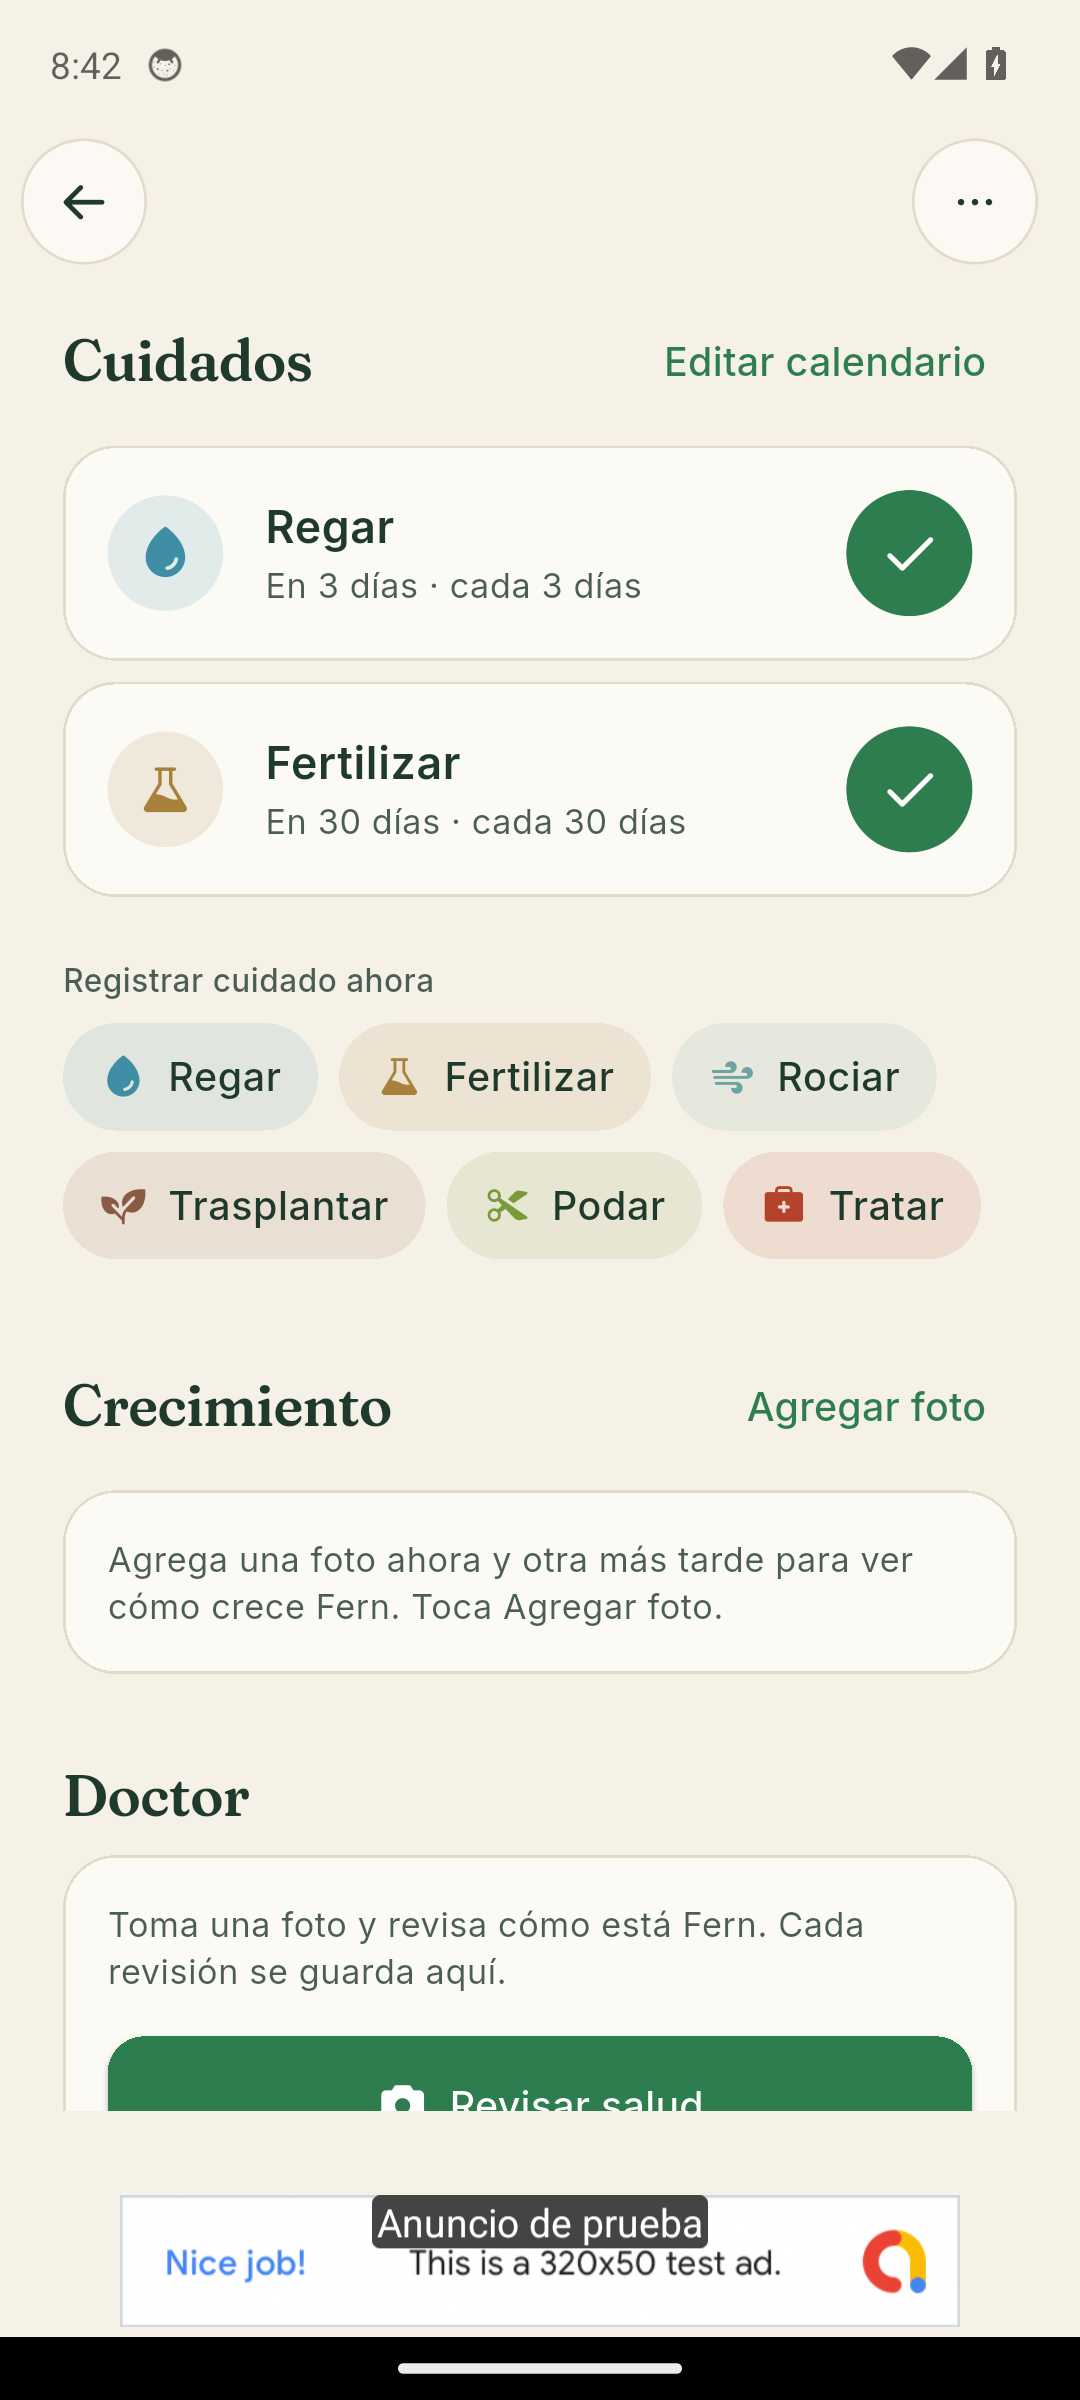 8:42
Cuidados
Editar calendario
Regar
En 3 días · cada 3 días
Fertilizar
En 30 días · cada 30 días
Registrar cuidado ahora
Regar
Fertilizar
Rociar
Trasplantar
Podar
Tratar
Crecimiento
Agregar foto
Agrega una foto ahora y otra más tarde para ver
cómo crece Fern. Toca Agregar foto.
Doctor
Toma una foto y revisa cómo está Fern. Cada
revisión se guarda aquí.
Revisar salud
Anuncio de prueba
Nice job!
This is a 320x50 test ad.